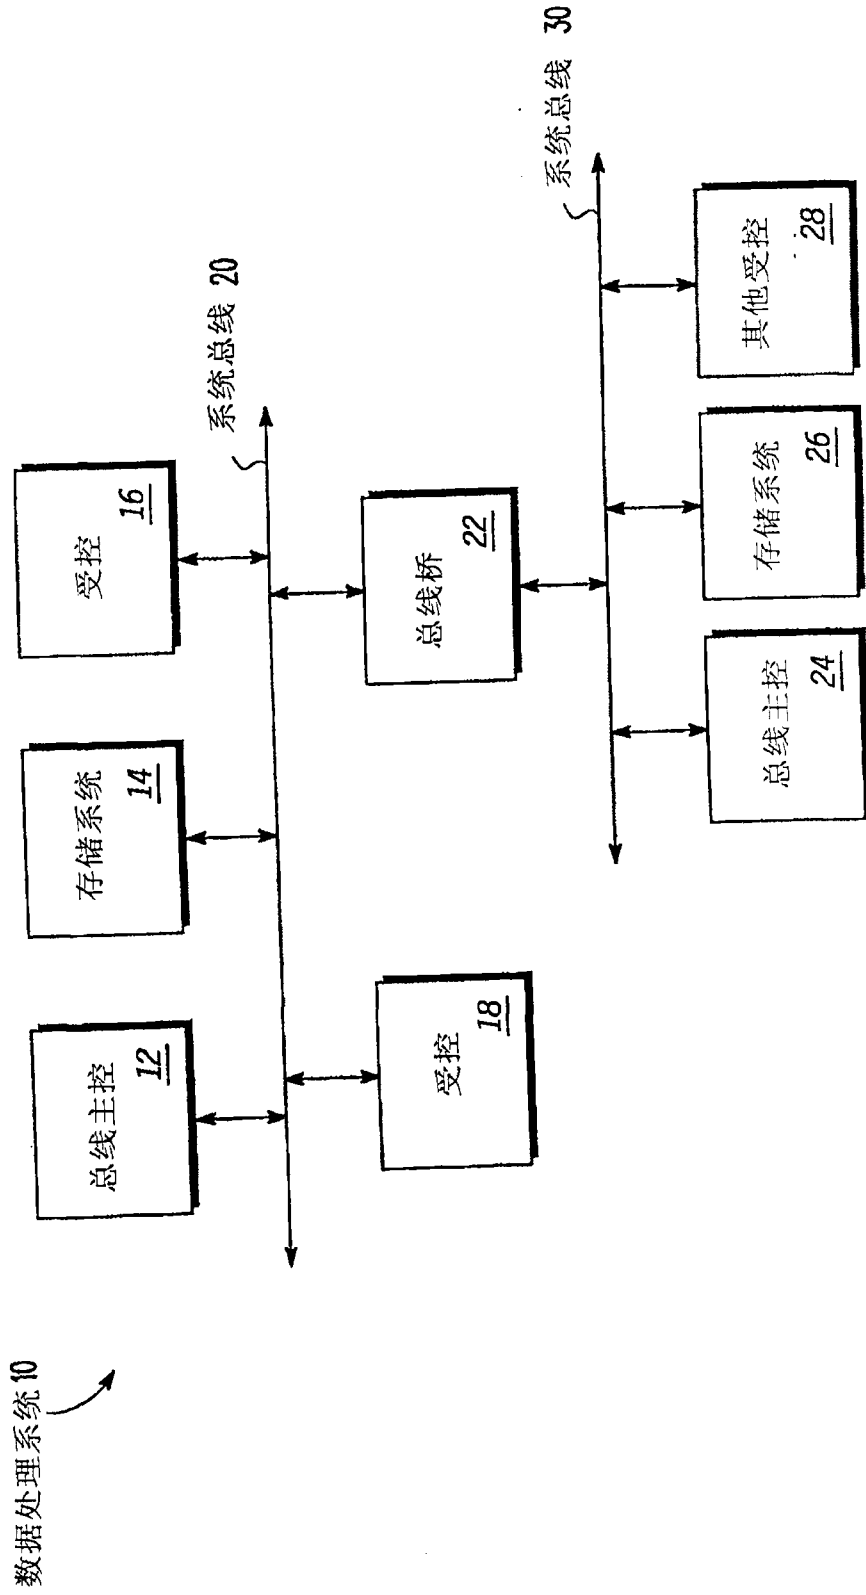 数据处理系统 10
总线主控
12
存储系统
14
受控
16
系统总线 20
受控
18
总线桥
22
系统总线 30
总线主控
24
存储系统
26
其他受控
28